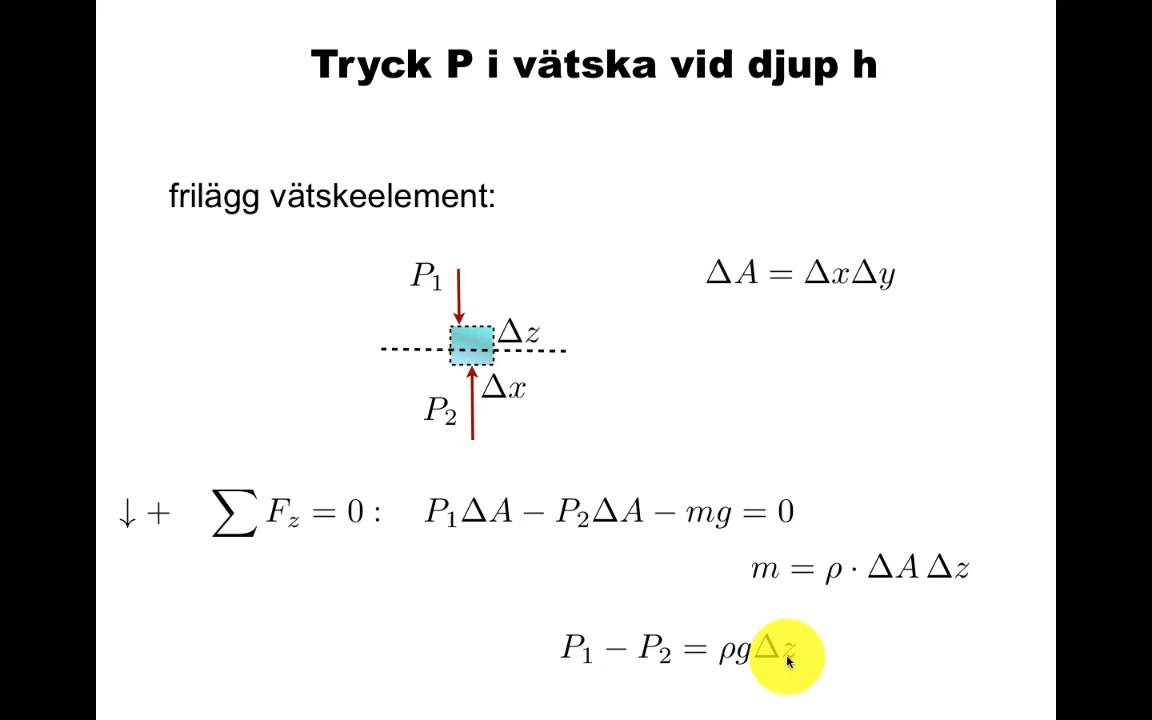 Tryck P i vätska vid djup h
frilägg vätskeelement:
P₁
ΔA = ΔxΔy
Δz
Δx
P₂
↓ + ∑ F_z = 0 : P₁ΔA − P₂ΔA − mg = 0
m = ρ · ΔA Δz
P₁ − P₂ = ρgΔz